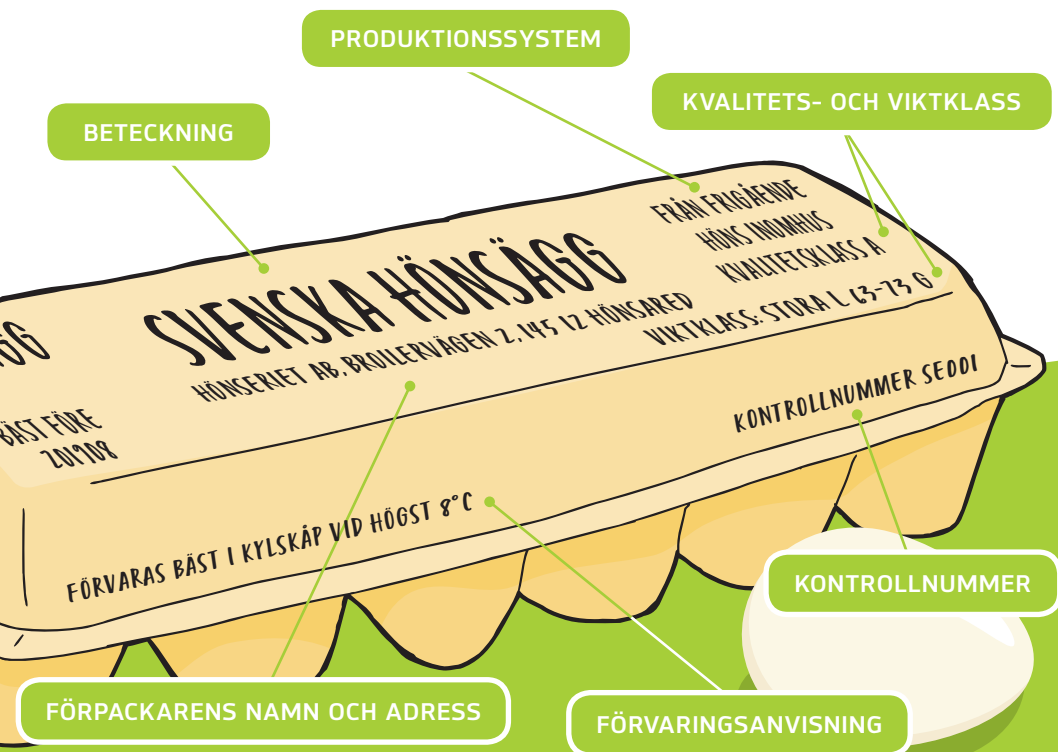 PRODUKTIONSSYSTEM
KVALITETS- OCH VIKTKLASS
BETECKNING
FRÅN FRIGÅENDE
HÖNS INOMHUS
KVALITETSKLASS A
VIKTKLASS: STORA L 63-73 G
SVENSKA HÖNSÄGG
HÖNSERIET AB, BROILERVÄGEN 2, 145 12 HÖNSARED
ÄGG
BÄST FÖRE
201908
KONTROLLNUMMER SE001
FÖRVARAS BÄST I KYLSKÅP VID HÖGST 8°C
KONTROLLNUMMER
FÖRPACKARENS NAMN OCH ADRESS
FÖRVARINGSANVISNING